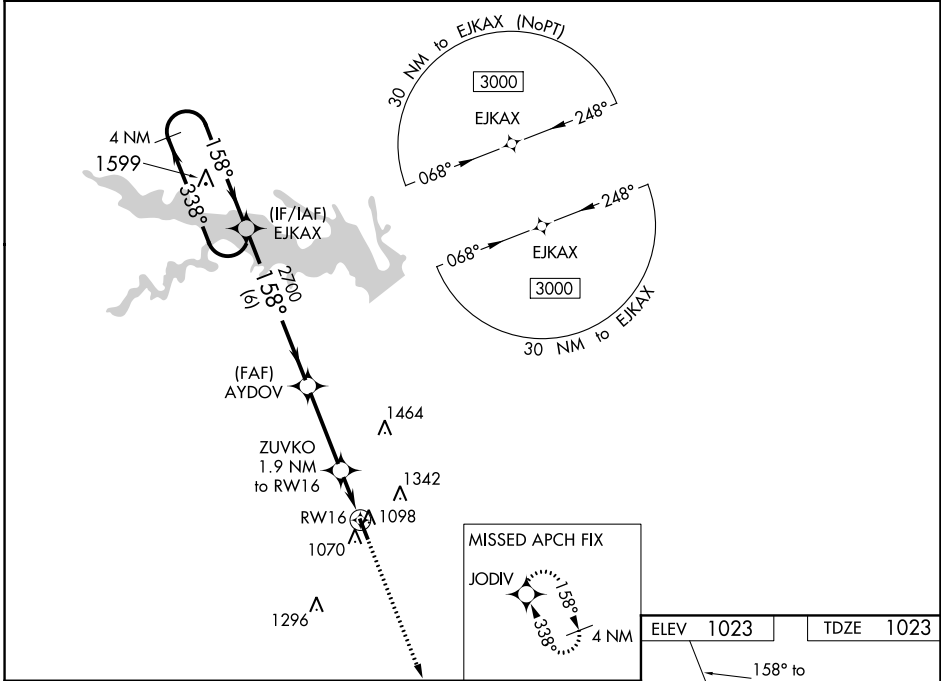 30 NM to EJKAX (NoPT)
3000
EJKAX
248°
068°
4 NM
158°
1599
338°
(IF/IAF)
EJKAX
248°
068°
EJKAX
3000
30 NM to EJKAX
2700
158°
(6)
(FAF)
AYDOV
1464
ZUVKO
1.9 NM
to RW16
1342
RW16
1098
1070
1296
MISSED APCH FIX
JODIV
158°
338°
4 NM
ELEV 1023
TDZE 1023
158° to